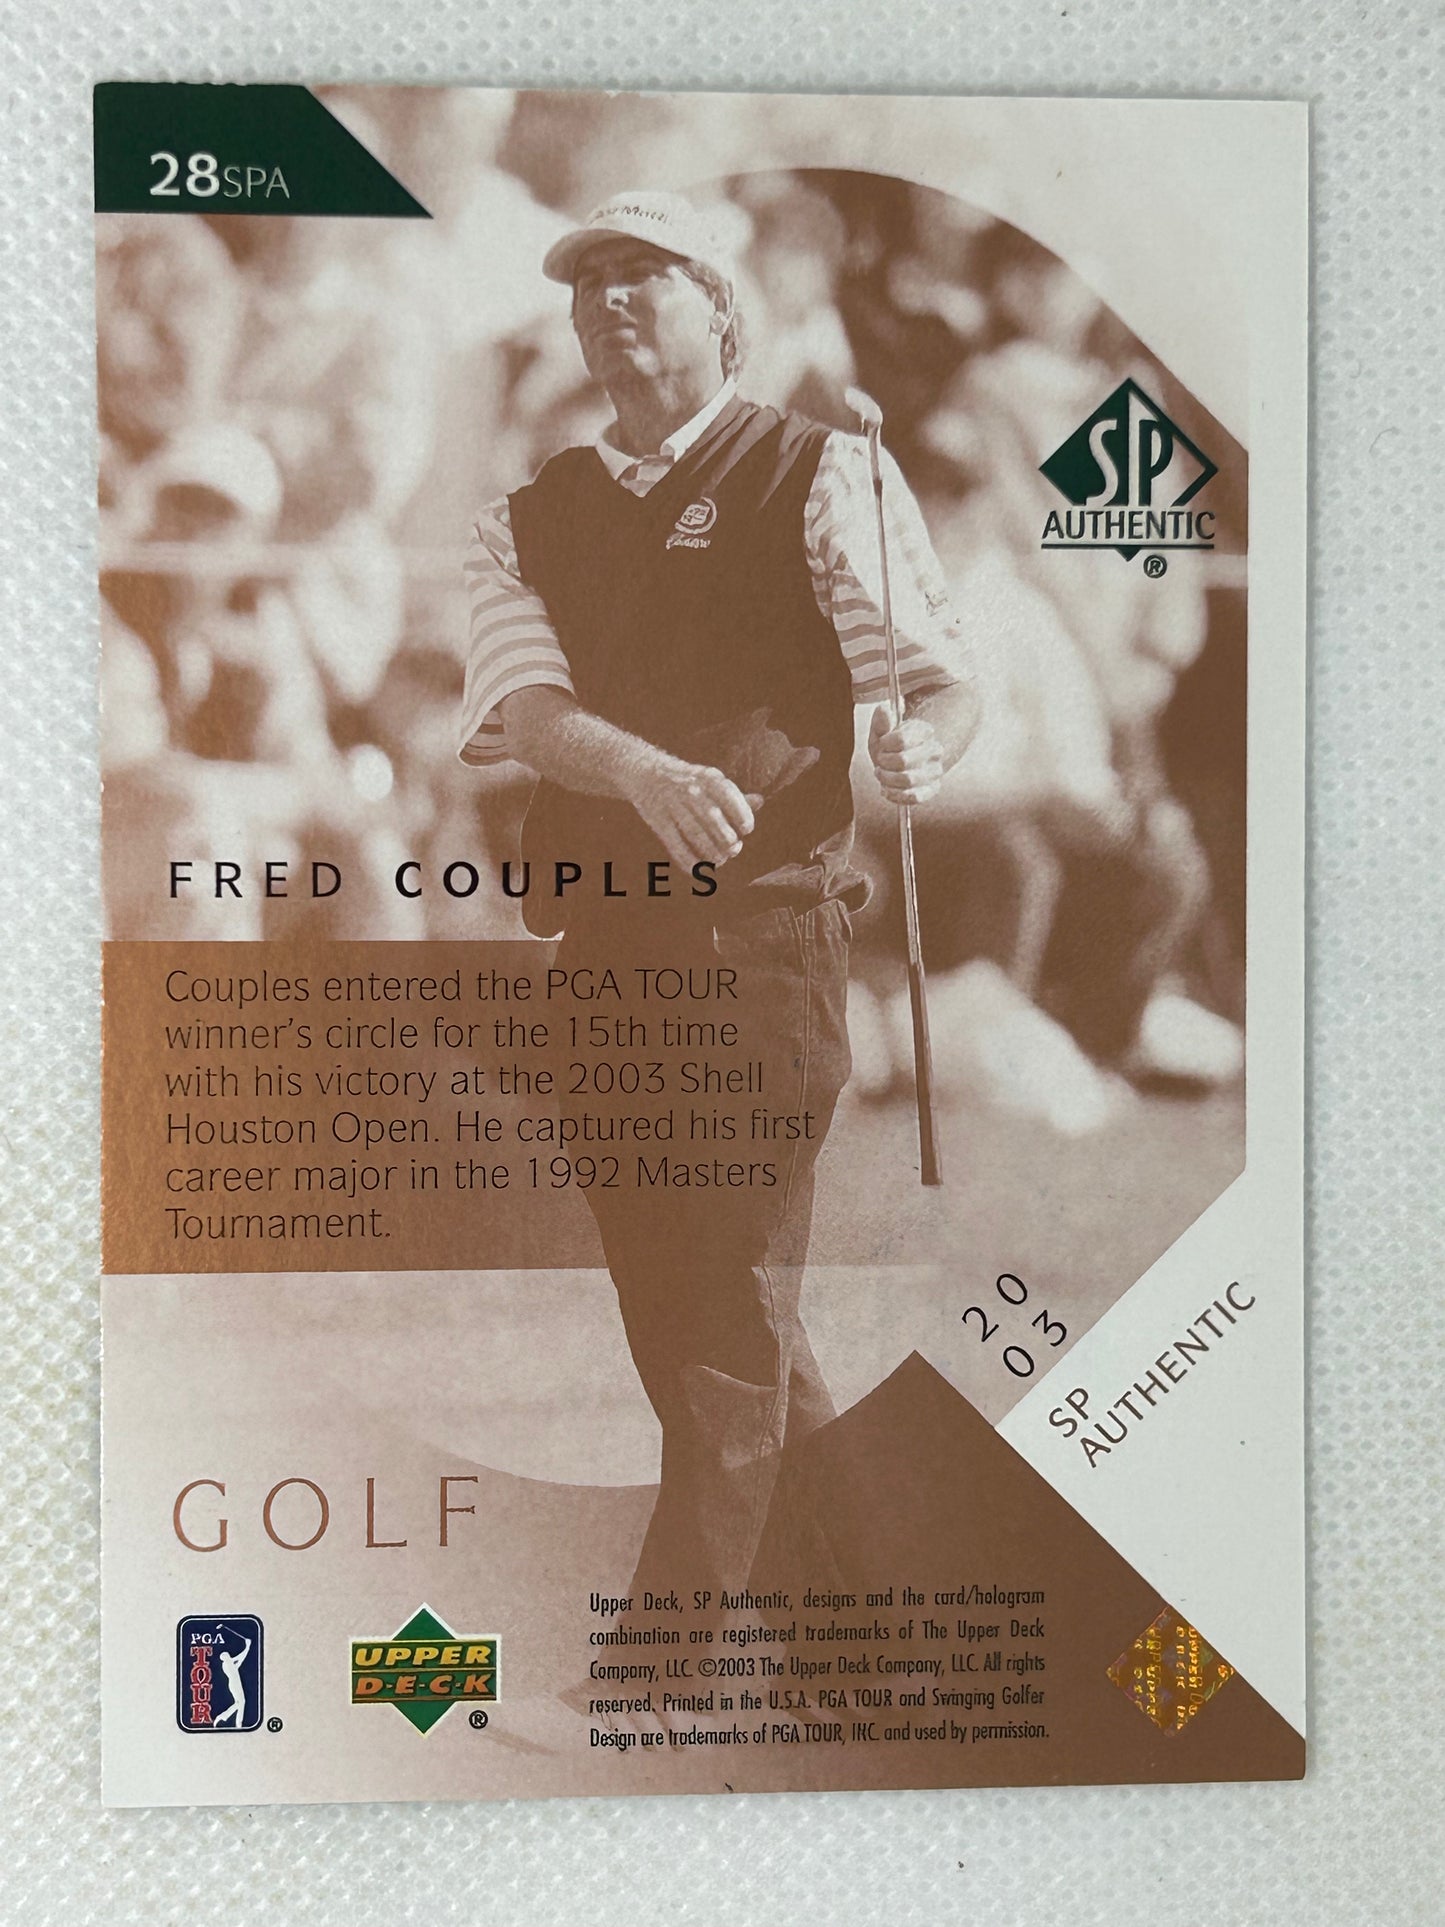 28SPA
SP
AUTHENTIC
®
FRED COUPLES
Couples entered the PGA TOUR
winner's circle for the 15th time
with his victory at the 2003 Shell
Houston Open. He captured his first
career major in the 1992 Masters
Tournament.
20
03
SP
AUTHENTIC
GOLF
PGA
TOUR
®
UPPER
D·E·C·K
®
Upper Deck, SP Authentic, designs and the card/hologram
combination are registered trademarks of The Upper Deck
Company, LLC. ©2003 The Upper Deck Company, LLC. All rights
reserved. Printed in the U.S.A. PGA TOUR and Swinging Golfer
Design are trademarks of PGA TOUR, INC. and used by permission.